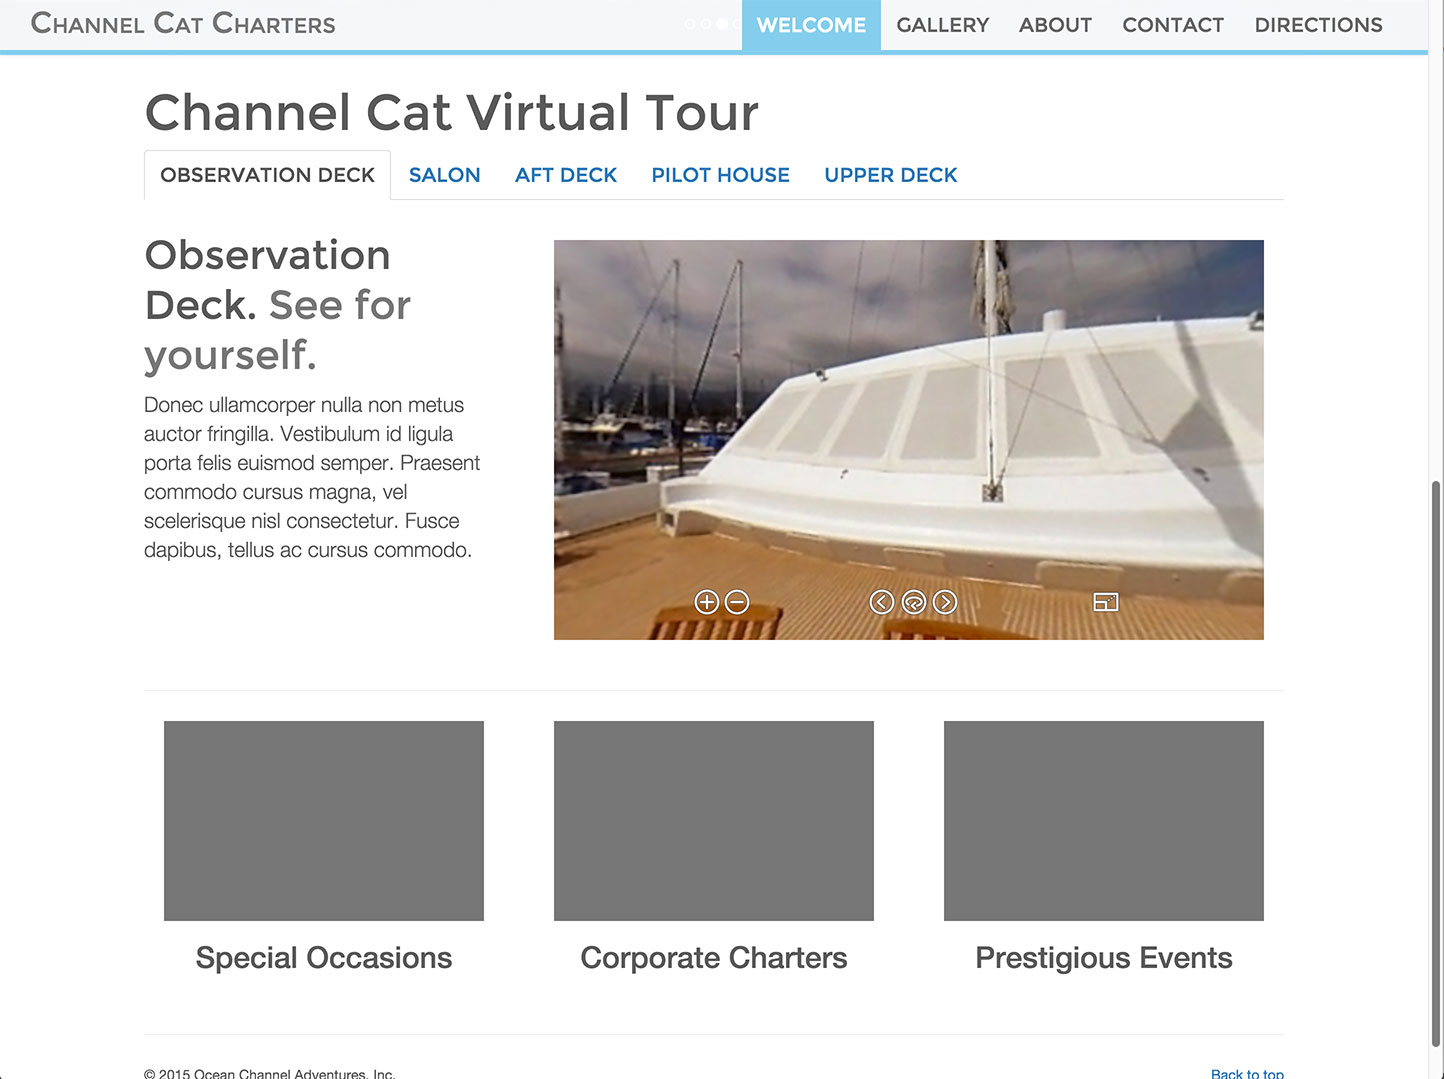 Channel Cat Charters
WELCOME
GALLERY
ABOUT
CONTACT
DIRECTIONS
Channel Cat Virtual Tour
OBSERVATION DECK
SALON
AFT DECK
PILOT HOUSE
UPPER DECK
Observation
Deck. See for
yourself.
Donec ullamcorper nulla non metus
auctor fringilla. Vestibulum id ligula
porta felis euismod semper. Praesent
commodo cursus magna, vel
scelerisque nisl consectetur. Fusce
dapibus, tellus ac cursus commodo.
Special Occasions
Corporate Charters
Prestigious Events
© 2015 Ocean Channel Adventures, Inc.
Back to top